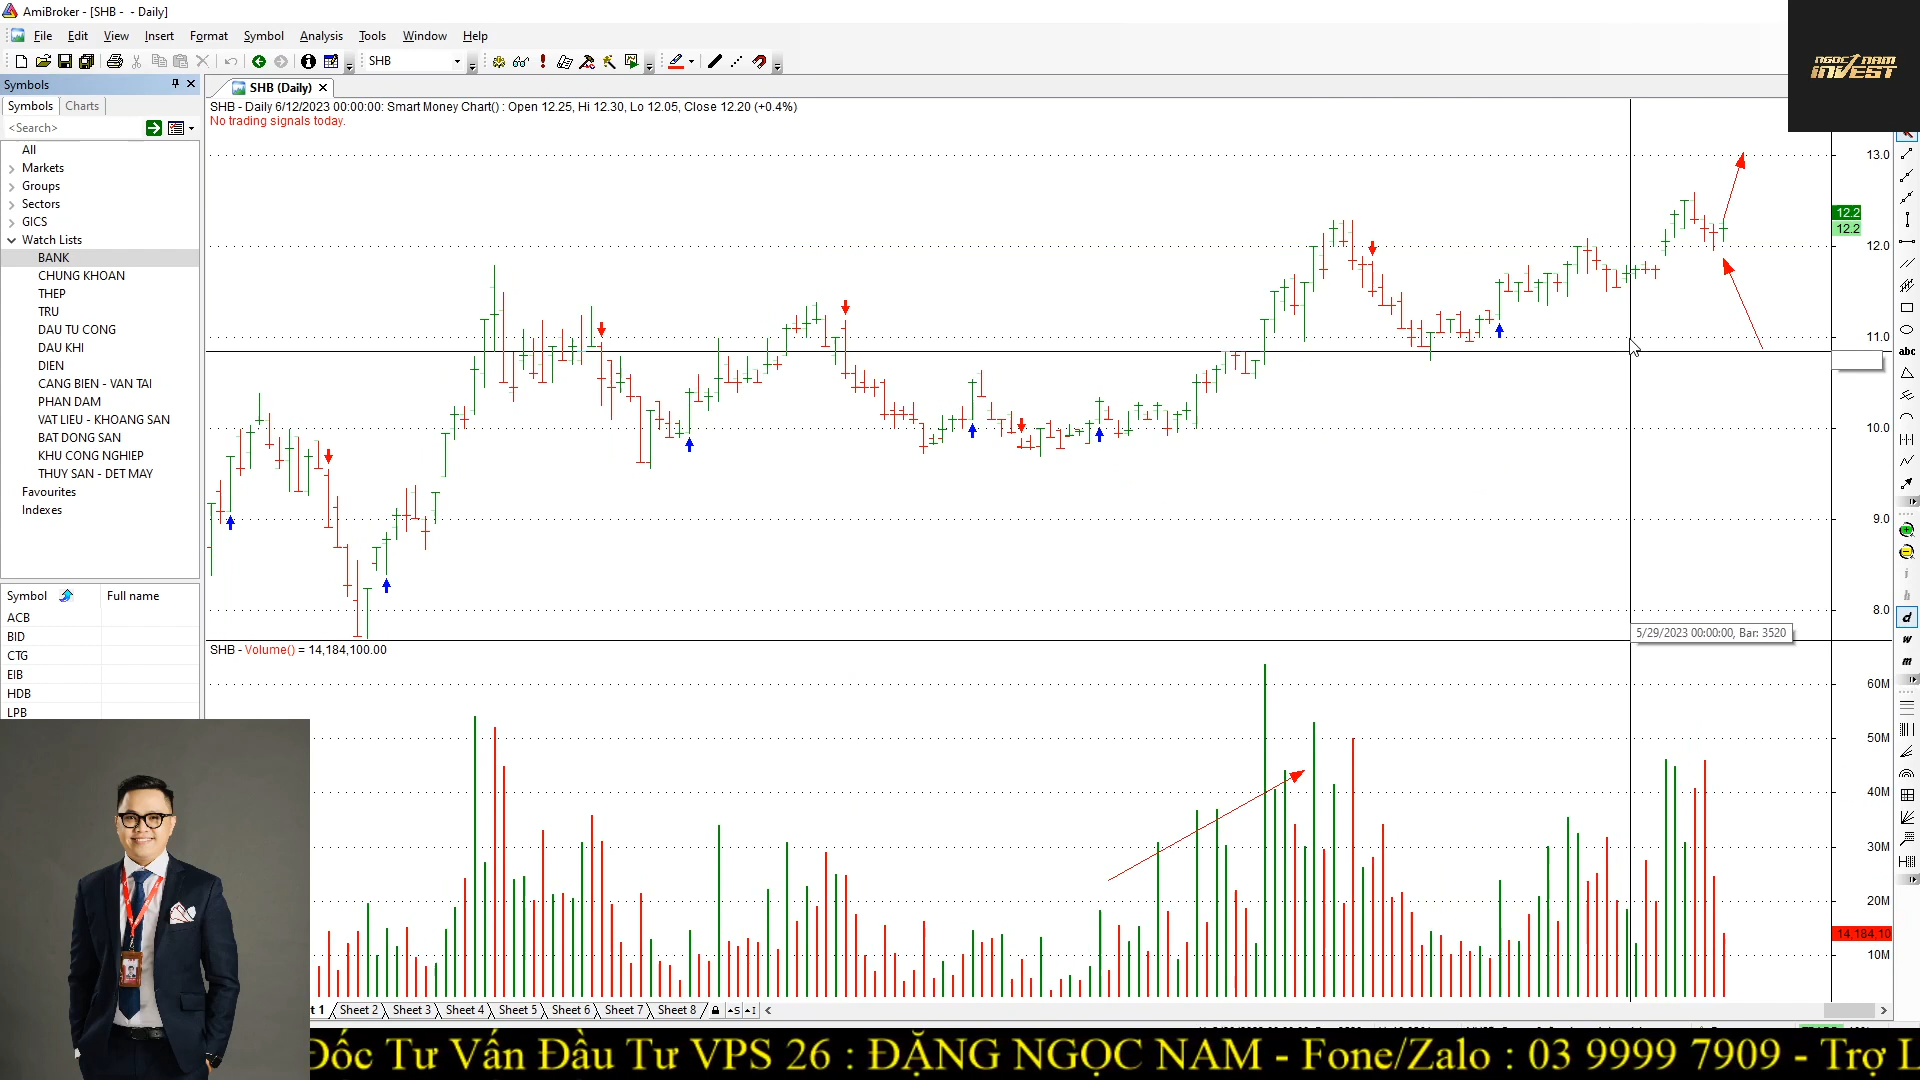 AmiBroker - [SHB - - Daily]
File Edit View Insert Format Symbol Analysis Tools Window Help
SHB
Symbols
SHB (Daily)
Symbols Charts
<Search>
SHB - Daily 6/12/2023 00:00:00: Smart Money Chart() : Open 12.25, Hi 12.30, Lo 12.05, Close 12.20 (+0.4%)
No trading signals today.
NGOC NAM
INVEST
All
Markets
Groups
Sectors
GICS
Watch Lists
BANK
CHUNG KHOAN
THEP
TRU
DAU TU CONG
DAU KHI
DIEN
CANG BIEN - VAN TAI
PHAN DAM
VAT LIEU - KHOANG SAN
BAT DONG SAN
KHU CONG NGHIEP
THUY SAN - DET MAY
Favourites
Indexes
13.0
12.2
12.2
12.0
11.0
10.0
9.0
8.0
abc
i
h
d
w
m
Symbol Full name
ACB
BID
CTG
EIB
HDB
LPB
5/29/2023 00:00:00, Bar: 3520
SHB - Volume() = 14,184,100.00
60M
50M
40M
30M
20M
14,184,10
10M
t 1 Sheet 2 Sheet 3 Sheet 4 Sheet 5 Sheet 6 Sheet 7 Sheet 8
Đốc Tư Vấn Đầu Tư VPS 26 : ĐẶNG NGỌC NAM - Fone/Zalo : 03 9999 7909 - Trợ L